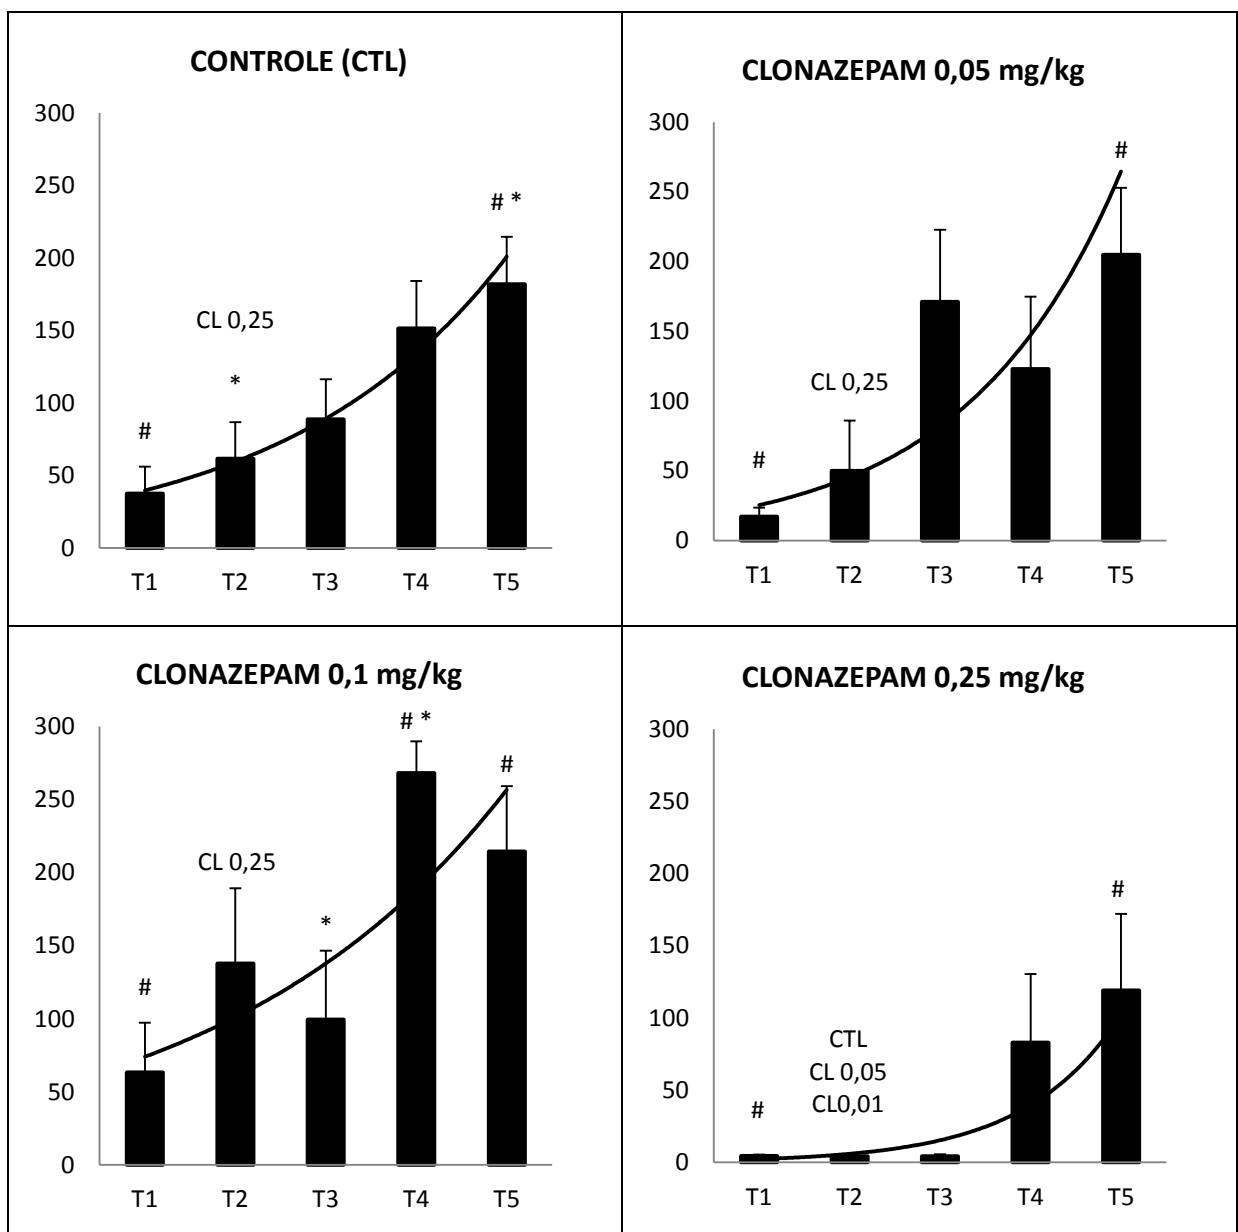 CONTROLE (CTL)
300
250
200
150
100
50
0
# *
CL 0,25
*
#
T1 T2 T3 T4 T5
CLONAZEPAM 0,05 mg/kg
300
250
200
150
100
50
0
#
CL 0,25
#
T1 T2 T3 T4 T5
CLONAZEPAM 0,1 mg/kg
300
250
200
150
100
50
0
# *
#
CL 0,25
*
#
T1 T2 T3 T4 T5
CLONAZEPAM 0,25 mg/kg
300
250
200
150
100
50
0
#
CTL
CL 0,05
CL0,01
#
T1 T2 T3 T4 T5